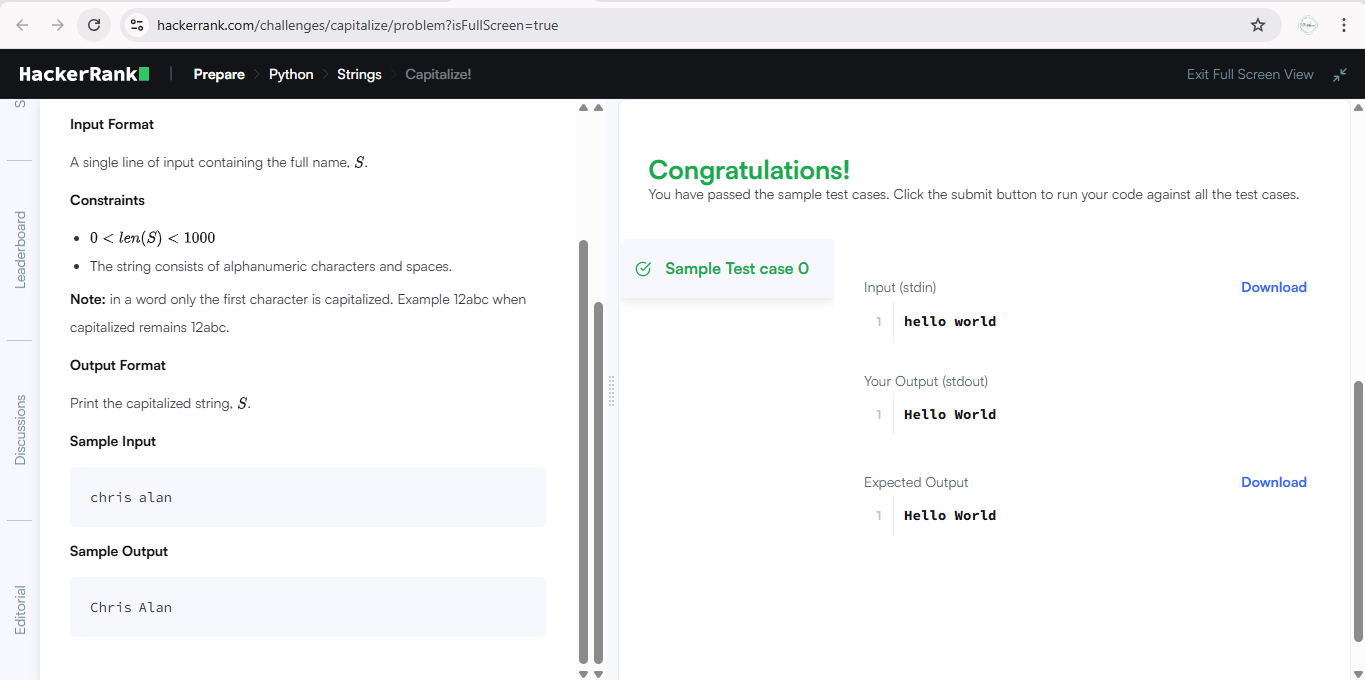 hackerrank.com/challenges/capitalize/problem?isFullScreen=true
HackerRank | Prepare > Python > Strings > Capitalize!
Exit Full Screen View
S
Leaderboard
Discussions
Editorial
Input Format
A single line of input containing the full name, S.
Constraints
• 0 < len(S) < 1000
• The string consists of alphanumeric characters and spaces.
Note: in a word only the first character is capitalized. Example 12abc when
capitalized remains 12abc.
Output Format
Print the capitalized string, S.
Sample Input
chris alan
Sample Output
Chris Alan
Congratulations!
You have passed the sample test cases. Click the submit button to run your code against all the test cases.
Sample Test case 0
Input (stdin)
Download
1 hello world
Your Output (stdout)
1 Hello World
Expected Output
Download
1 Hello World